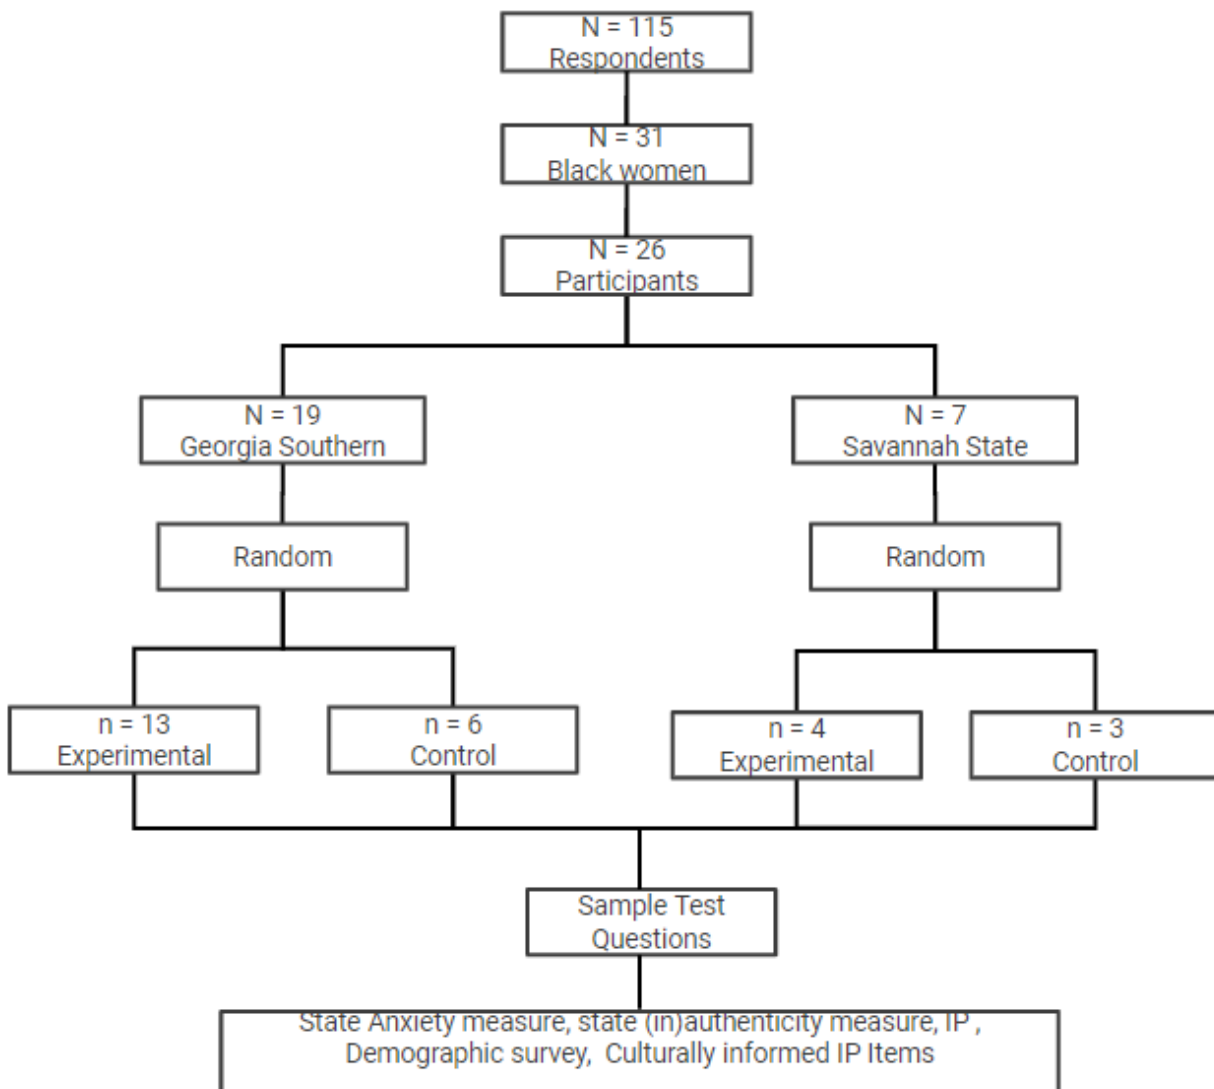 N = 115
Respondents
N = 31
Black women
N = 26
Participants
N = 19
Georgia Southern
N = 7
Savannah State
Random
Random
n = 13
Experimental
n = 6
Control
n = 4
Experimental
n = 3
Control
Sample Test
Questions
State Anxiety measure, state (in)authenticity measure, IP ,
Demographic survey,  Culturally informed IP Items